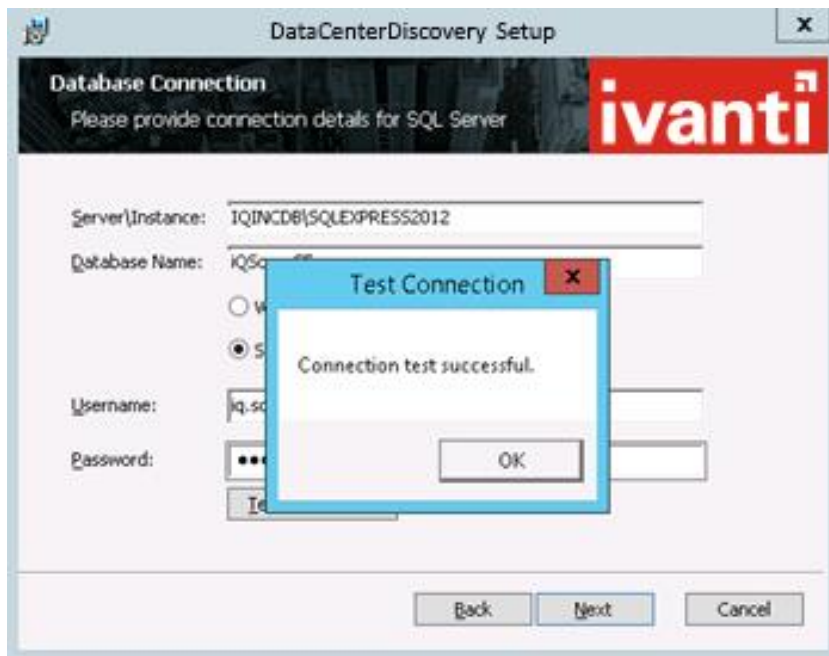 DataCenterDiscovery Setup
x
Database Connection
Please provide connection details for SQL Server
ivanti
Server\Instance:
IQINCDB\SQLEXPRESS2012
Database Name:
Test Connection
x
Connection test successful.
OK
Username:
Password:
Back
Next
Cancel